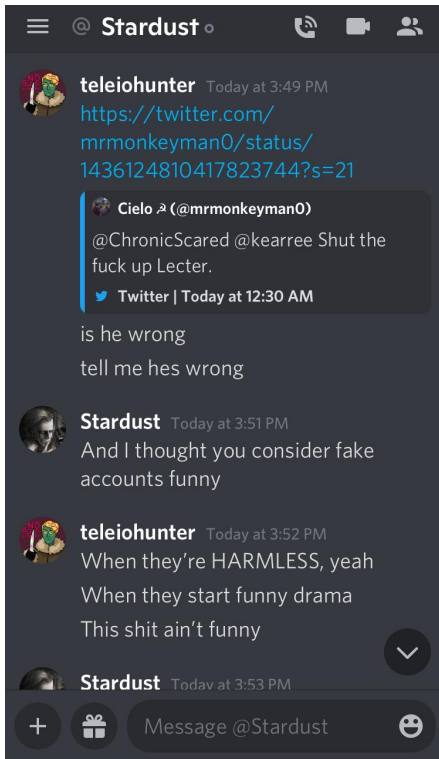 @ Stardust
teleiohunter Today at 3:49 PM
https://twitter.com/
mrmonkeyman0/status/
1436124810417823744?s=21
Cielo ☭ (@mrmonkeyman0)
@ChronicScared @kearree Shut the
fuck up Lecter.
Twitter | Today at 12:30 AM
is he wrong
tell me hes wrong
Stardust Today at 3:51 PM
And I thought you consider fake
accounts funny
NO
teleiohunter Today at 3:52 PM
When they're HARMLESS, yeah
When they start funny drama
This shit ain't funny
Stardust Today at 3:53 PM
Message @Stardust